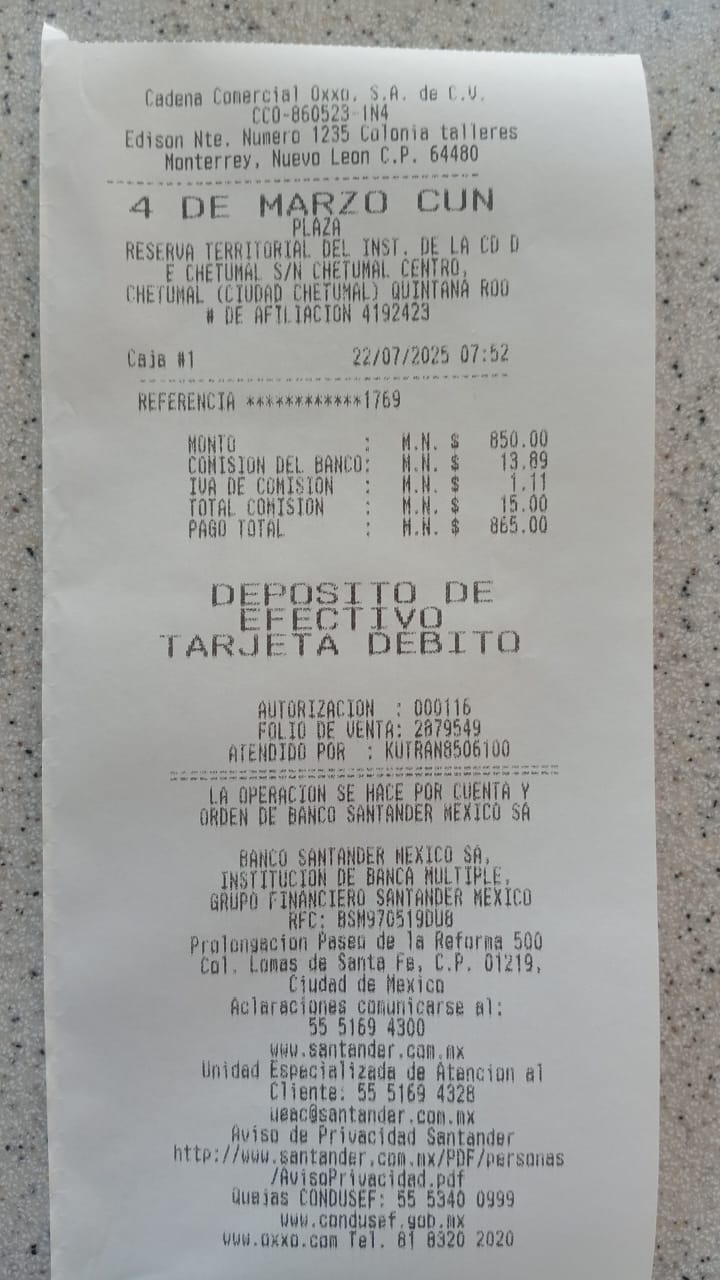 Cadena Comercial Oxxo, S.A. de C.V.
CCO-860523-1N4
Edison Nte. Numero 1235 Colonia talleres
Monterrey, Nuevo Leon C.P. 64480
4 DE MARZO CUN
PLAZA
RESERVA TERRITORIAL DEL INST. DE LA CD D
E CHETUMAL S/N CHETUMAL CENTRO,
CHETUMAL (CIUDAD CHETUMAL) QUINTANA ROO
# DE AFILIACION 4192423
Caja #1 22/07/2025 07:52
REFERENCIA ************1769
MONTO : M.N. $ 850.00
COMISION DEL BANCO: M.N. $ 13.89
IVA DE COMISION : M.N. $ 1.11
TOTAL COMISION : M.N. $ 15.00
PAGO TOTAL : M.N. $ 865.00
DEPOSITO DE
EFECTIVO
TARJETA DEBITO
AUTORIZACION : 000116
FOLIO DE VENTA: 2879549
ATENDIDO POR : KUTRAN8506100
LA OPERACION SE HACE POR CUENTA Y
ORDEN DE BANCO SANTANDER MEXICO SA
BANCO SANTANDER MEXICO SA,
INSTITUCION DE BANCA MULTIPLE,
GRUPO FINANCIERO SANTANDER MEXICO
RFC: BSM970519DU8
Prolongacion Paseo de la Reforma 500
Col. Lomas de Santa Fe, C.P. 01219,
Ciudad de Mexico
Aclaraciones comunicarse al:
55 5169 4300
www.santander.com.mx
Unidad Especializada de Atencion al
Cliente: 55 5169 4328
ueac@santander.com.mx
Aviso de Privacidad Santander
http://www.santander.com.mx/PDF/personas
/AvisoPrivacidad.pdf
Quejas CONDUSEF: 55 5340 0999
www.condusef.gob.mx
www.oxxo.com Tel. 81 8320 2020